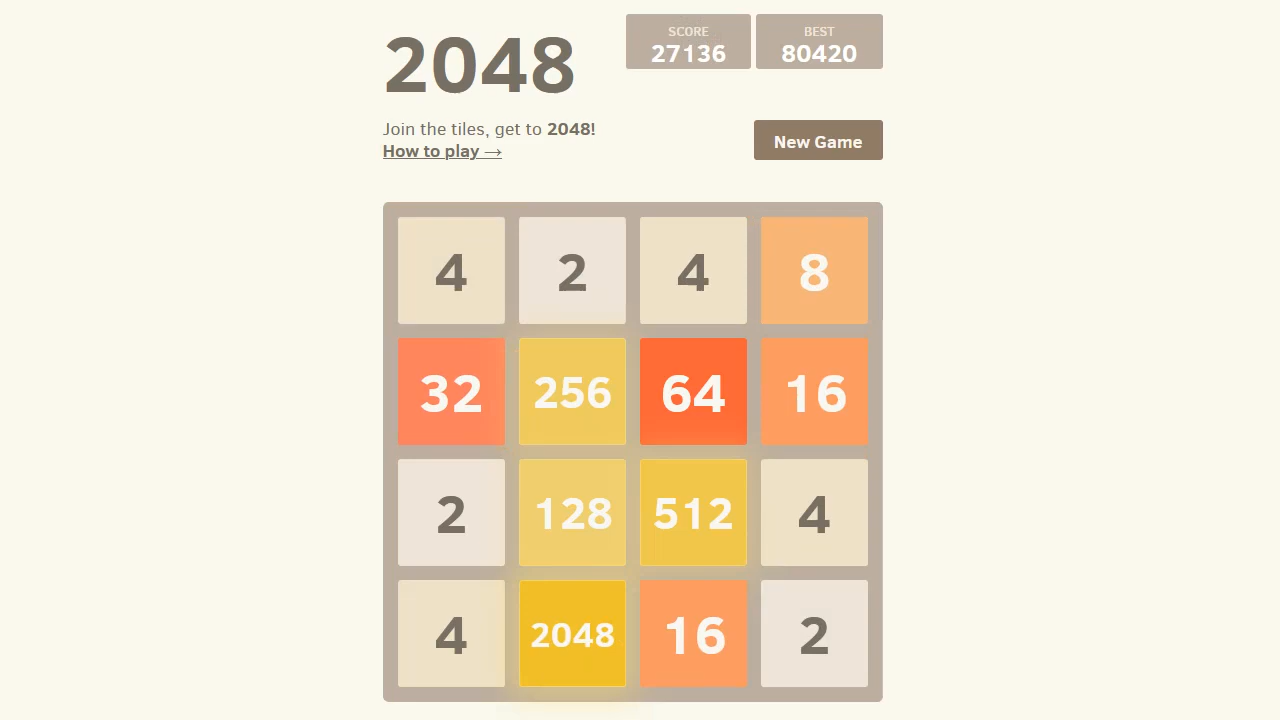 2048
SCORE
27136
BEST
80420
Join the tiles, get to 2048!
How to play →
New Game
4 2 4 8
32 256 64 16
2 128 512 4
4 2048 16 2